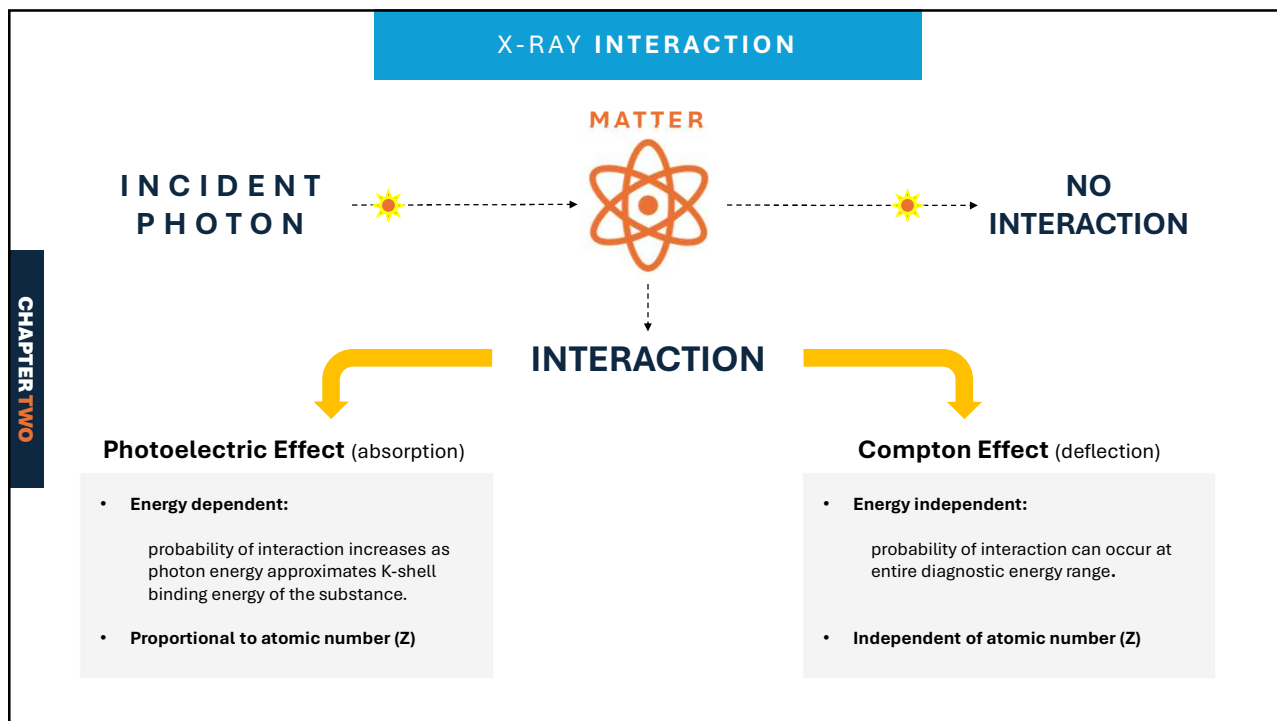 X-RAY INTERACTION
MATTER
INCIDENT
PHOTON
NO
INTERACTION
CHAPTER TWO
INTERACTION
Photoelectric Effect (absorption)
• Energy dependent:
probability of interaction increases as
photon energy approximates K-shell
binding energy of the substance.
• Proportional to atomic number (Z)
Compton Effect (deflection)
• Energy independent:
probability of interaction can occur at
entire diagnostic energy range.
• Independent of atomic number (Z)